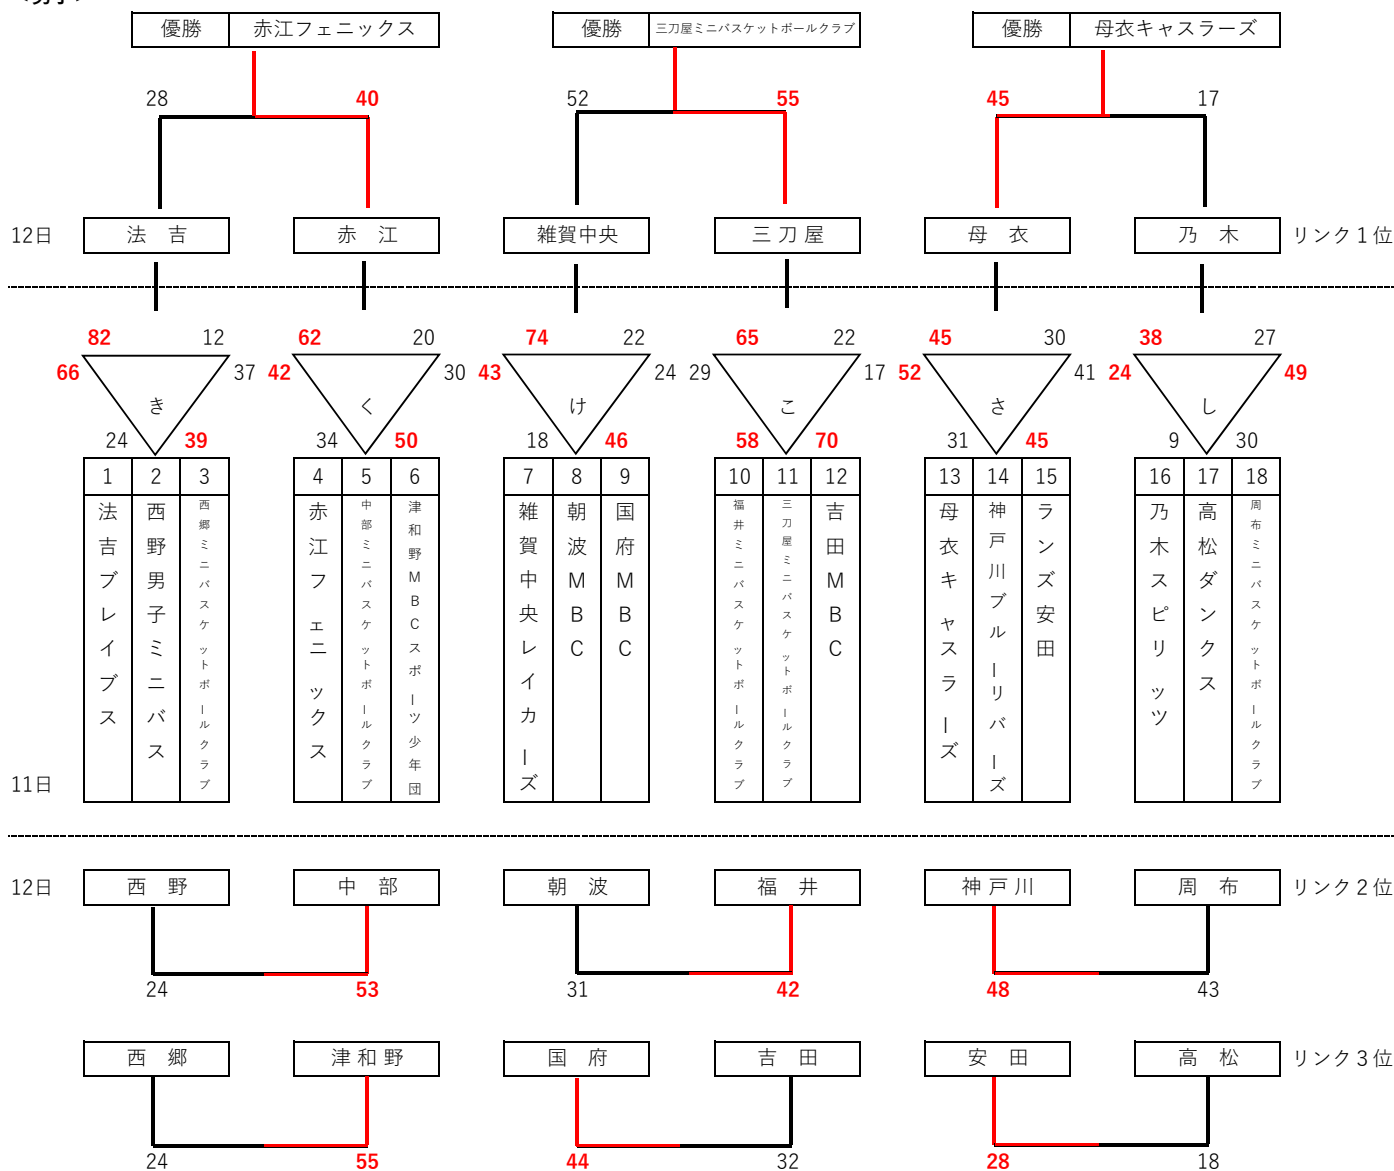 優勝 赤江フェニックス 優勝 三刀屋ミニバスケットボールクラブ 優勝 母衣キャスラーズ
28 40 52 55 45 17
12日 法 吉 赤 江 雑賀中央 三刀屋 母 衣 乃 木 リンク１位
82 12 62 20 74 22 65 22 45 30 38 27
66 37 42 30 43 24 29 17 52 41 24 49
き く け こ さ し
24 39 34 50 18 46 58 70 31 45 9 30
1 2 3 4 5 6 7 8 9 10 11 12 13 14 15 16 17 18
法吉ブレイブス
西野男子ミニバス
西郷ミニバスケットボールクラブ
赤江フェニックス
中部ミニバスケットボールクラブ
津和野MBCスポーツ少年団
雑賀中央レイカーズ
朝波MBC
国府MBC
福井ミニバスケットボールクラブ
三刀屋ミニバスケットボールクラブ
吉田MBC
母衣キャスラーズ
神戸川ブルーリバーズ
ランズ安田
乃木スピリッツ
高松ダンクス
周布ミニバスケットボールクラブ
11日
12日 西 野 中 部 朝 波 福 井 神戸川 周 布 リンク２位
24 53 31 42 48 43
西 郷 津和野 国 府 吉 田 安 田 高 松 リンク３位
24 55 44 32 28 18